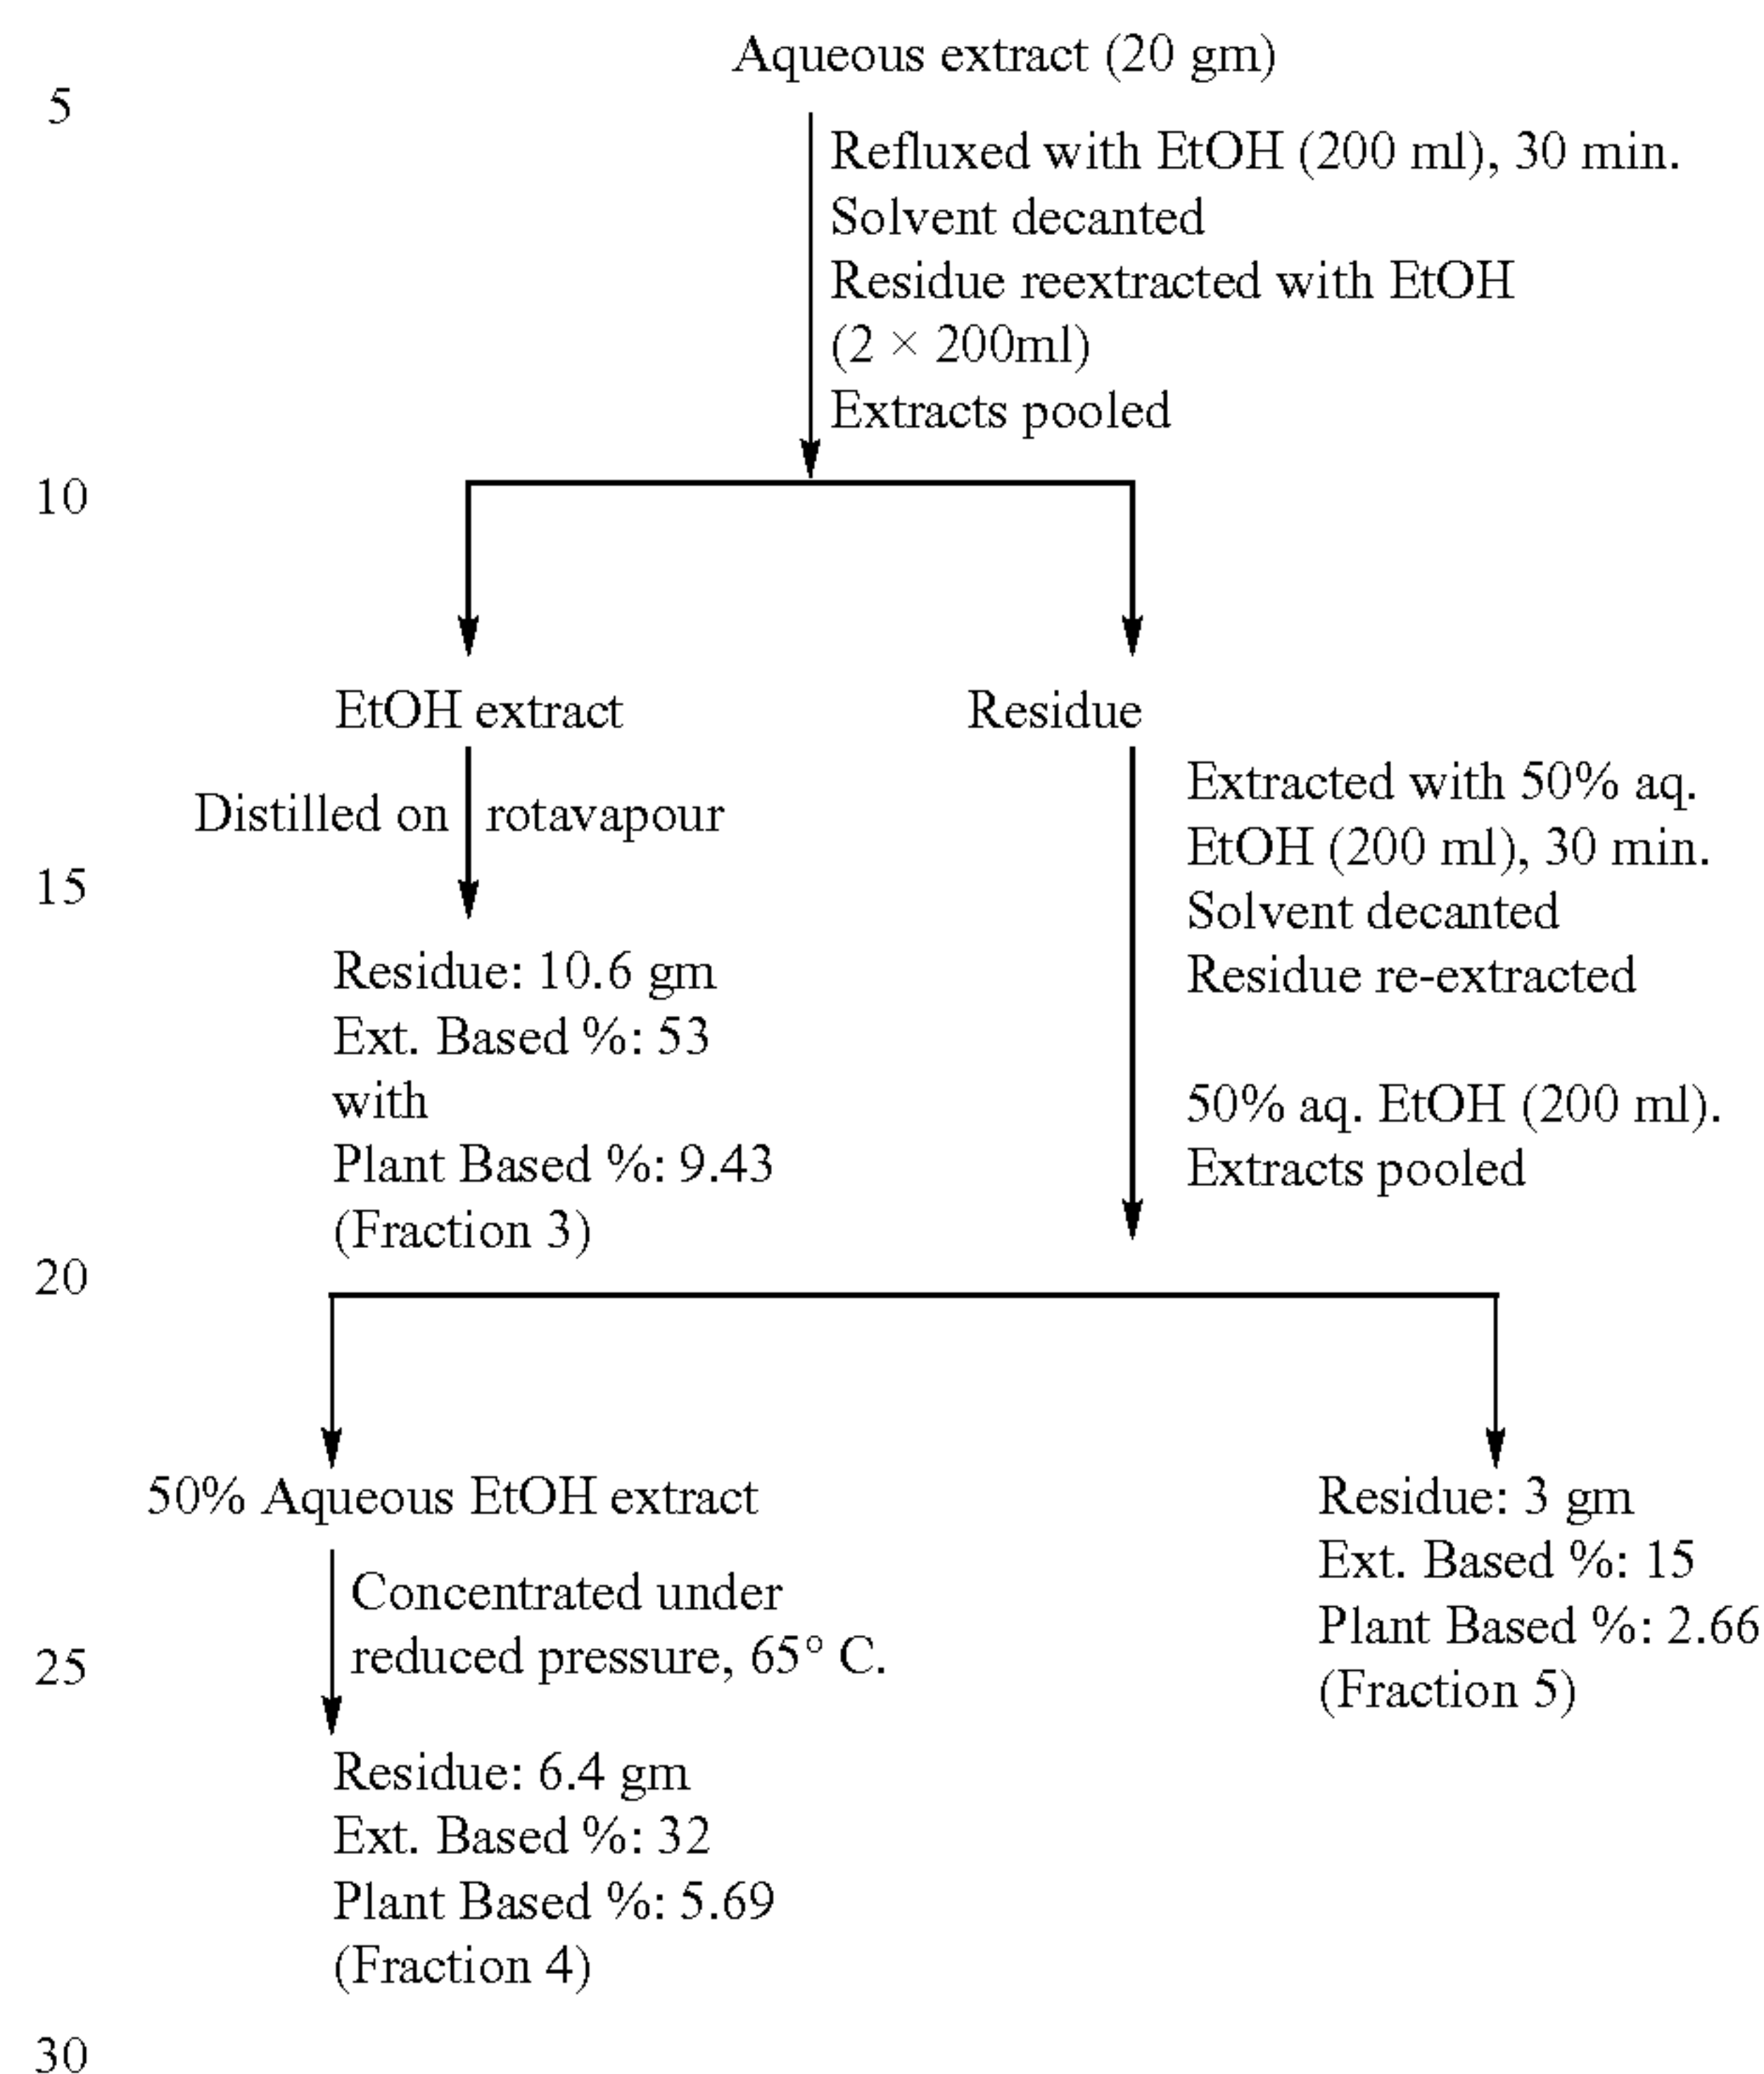 Aqueous extract (20 gm)
5
Refluxed with EtOH (200 ml), 30 min.
Solvent decanted
Residue reextracted with EtOH
(2 × 200ml)
Extracts pooled
10
EtOH extract
Residue
Distilled on rotavapour
Extracted with 50% aq.
EtOH (200 ml), 30 min.
Solvent decanted
Residue re-extracted
15
Residue: 10.6 gm
Ext. Based %: 53
with
Plant Based %: 9.43
(Fraction 3)
50% aq. EtOH (200 ml).
Extracts pooled
20
50% Aqueous EtOH extract
Concentrated under
reduced pressure, 65° C.
25
Residue: 3 gm
Ext. Based %: 15
Plant Based %: 2.66
(Fraction 5)
Residue: 6.4 gm
Ext. Based %: 32
Plant Based %: 5.69
(Fraction 4)
30